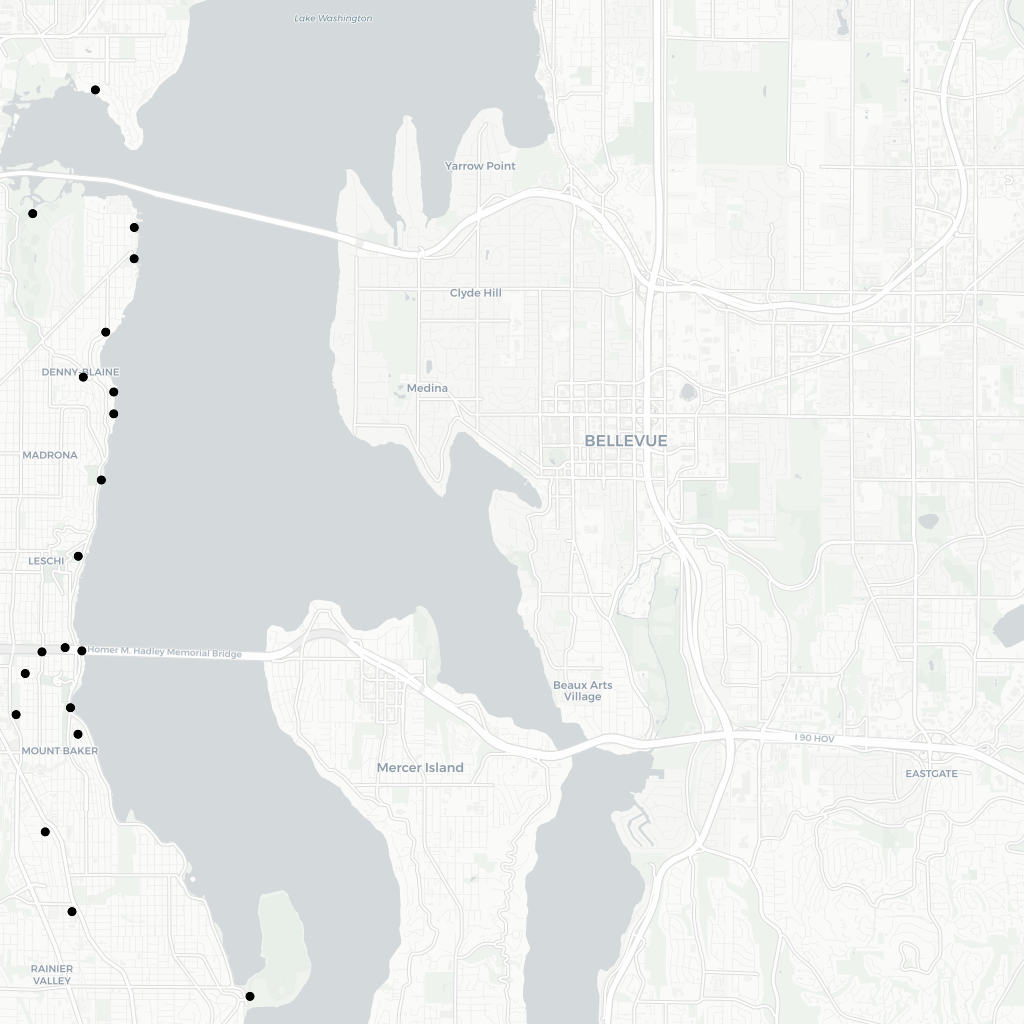 Lake Washington
Yarrow Point
Clyde Hill
DENNY-BLAINE
Medina
BELLEVUE
MADRONA
LESCHI
Homer M. Hadley Memorial Bridge
Beaux Arts
Village
I 90 HOV
MOUNT BAKER
Mercer Island
EASTGATE
RAINIER
VALLEY